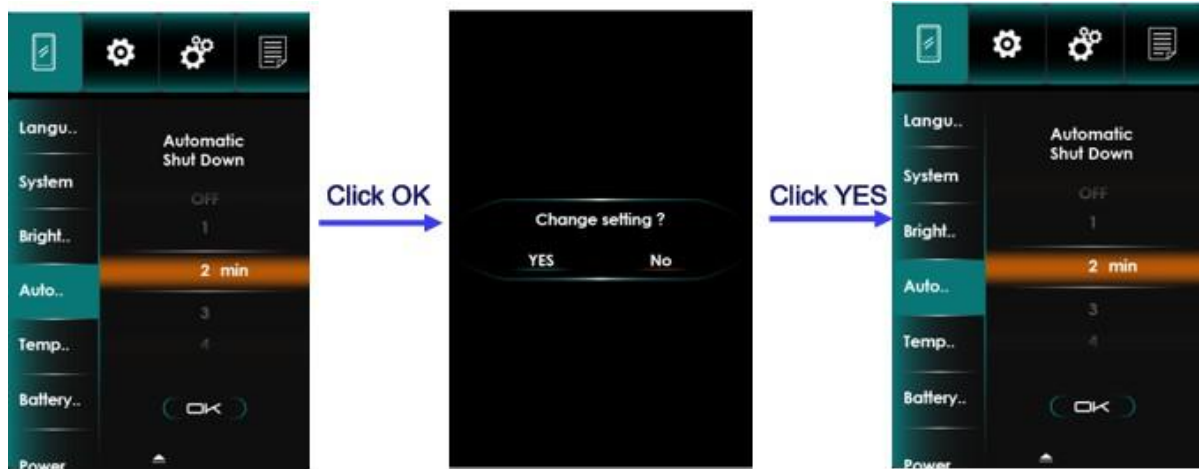 Langu..
System
Bright..
Auto..
Temp..
Battery..
Power
Automatic
Shut Down
OFF
1
2 min
3
4
OK
Click OK
Change setting ?
YES No
Click YES
Langu..
System
Bright..
Auto..
Temp..
Battery..
Power
Automatic
Shut Down
OFF
1
2 min
3
4
OK